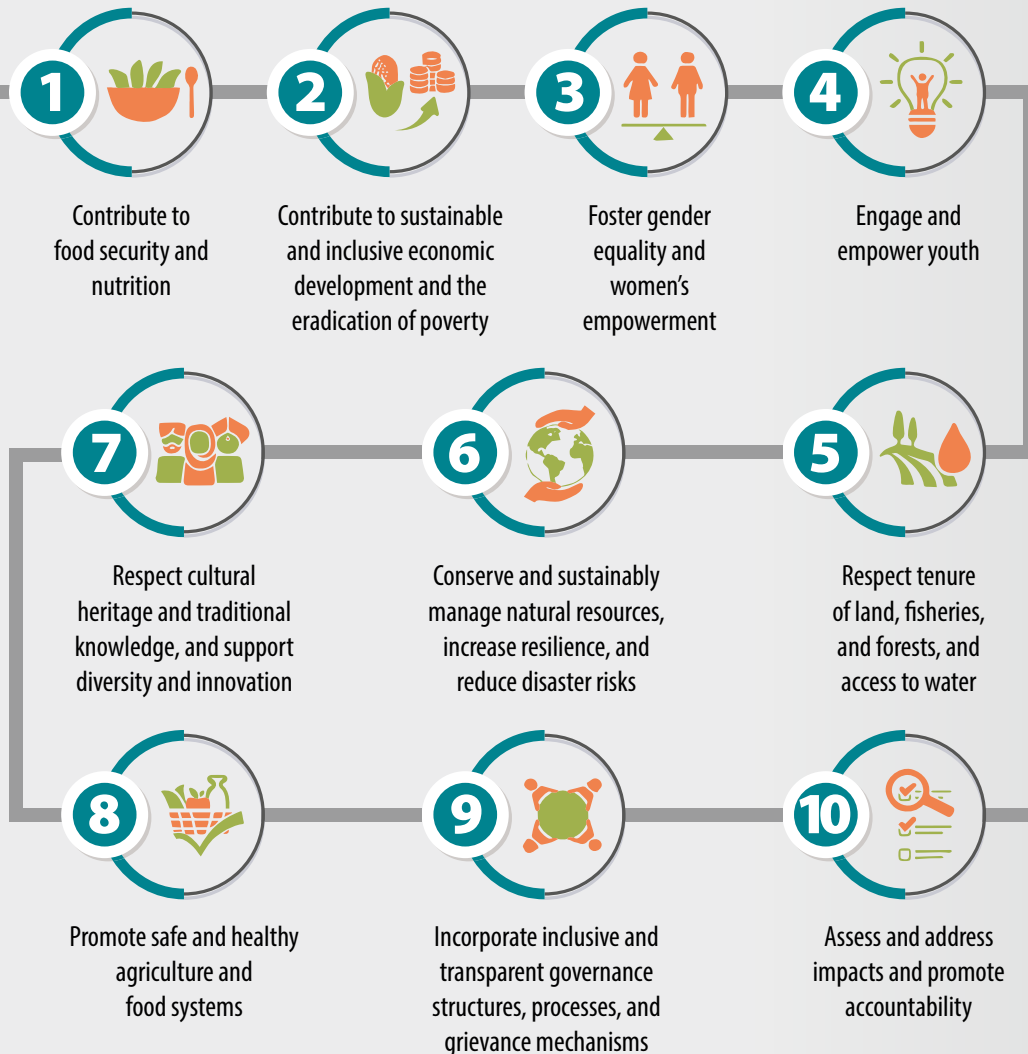 1
Contribute to
food security and
nutrition
2
Contribute to sustainable
and inclusive economic
development and the
eradication of poverty
3
Foster gender
equality and
women's
empowerment
4
Engage and
empower youth
5
Respect tenure
of land, fisheries,
and forests, and
access to water
6
Conserve and sustainably
manage natural resources,
increase resilience, and
reduce disaster risks
7
Respect cultural
heritage and traditional
knowledge, and support
diversity and innovation
8
Promote safe and healthy
agriculture and
food systems
9
Incorporate inclusive and
transparent governance
structures, processes, and
grievance mechanisms
10
Assess and address
impacts and promote
accountability